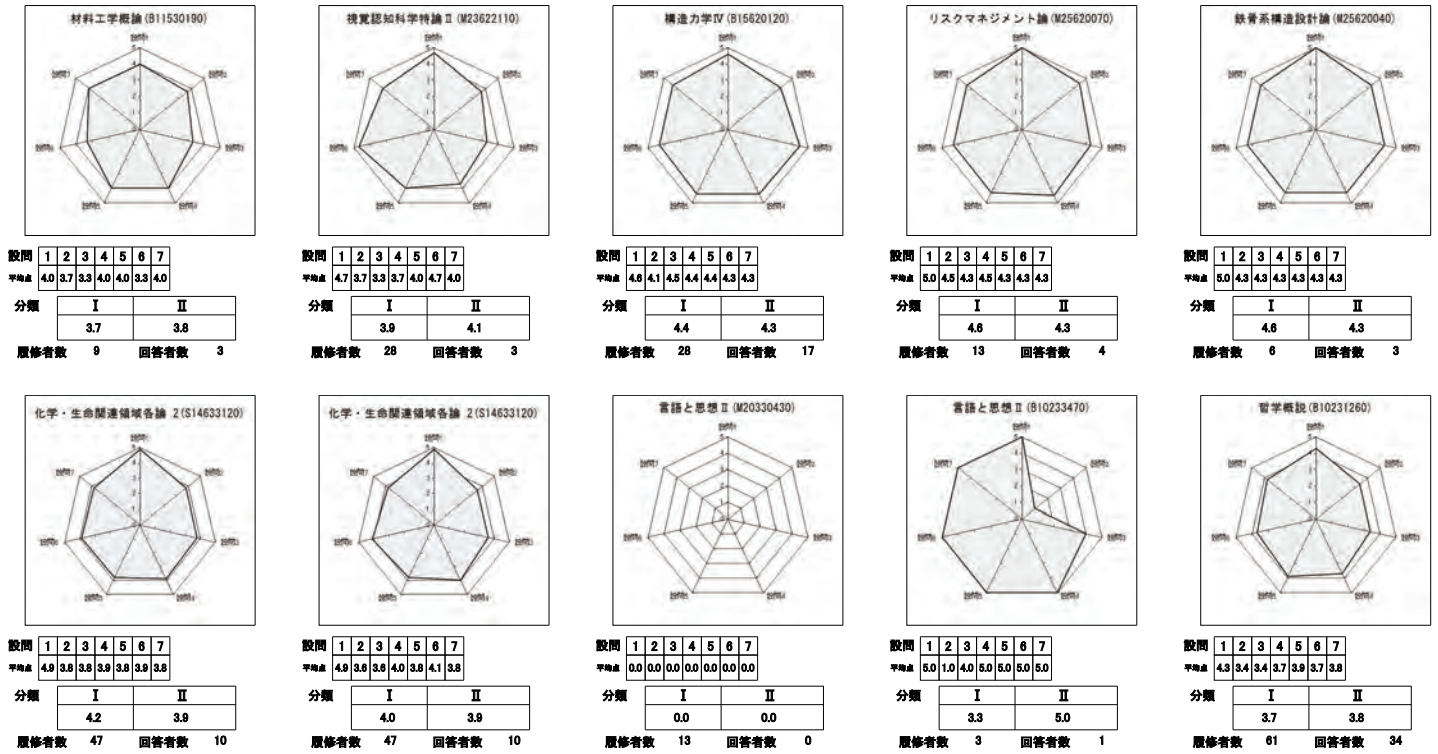 材料工学概論(B11530190)
設問 1 2 3 4 5 6 7
平均点 4.0 3.7 3.3 4.0 4.0 3.3 4.0
分類 Ⅰ Ⅱ
3.7 3.8
履修者数 9 回答者数 3
視覚認知科学特論Ⅱ(M23622110)
設問 1 2 3 4 5 6 7
平均点 4.7 3.7 3.3 3.7 4.0 4.7 4.0
分類 Ⅰ Ⅱ
3.9 4.1
履修者数 28 回答者数 3
構造力学Ⅳ(B15620120)
設問 1 2 3 4 5 6 7
平均点 4.6 4.1 4.5 4.4 4.4 4.3 4.3
分類 Ⅰ Ⅱ
4.4 4.3
履修者数 28 回答者数 17
リスクマネジメント論(M25620070)
設問 1 2 3 4 5 6 7
平均点 5.0 4.5 4.3 4.5 4.3 4.3 4.3
分類 Ⅰ Ⅱ
4.6 4.3
履修者数 13 回答者数 4
鉄骨系構造設計論(M25620040)
設問 1 2 3 4 5 6 7
平均点 5.0 4.3 4.3 4.3 4.3 4.3 4.3
分類 Ⅰ Ⅱ
4.6 4.3
履修者数 6 回答者数 3
化学・生命関連領域各論 2(S14633120)
設問 1 2 3 4 5 6 7
平均点 4.9 3.8 3.8 3.9 3.8 3.9 3.8
分類 Ⅰ Ⅱ
4.2 3.9
履修者数 47 回答者数 10
化学・生命関連領域各論 2(S14633120)
設問 1 2 3 4 5 6 7
平均点 4.9 3.6 3.6 4.0 3.8 4.1 3.8
分類 Ⅰ Ⅱ
4.0 3.9
履修者数 47 回答者数 10
言語と思想Ⅱ(M20330430)
設問 1 2 3 4 5 6 7
平均点 0.0 0.0 0.0 0.0 0.0 0.0 0.0
分類 Ⅰ Ⅱ
0.0 0.0
履修者数 13 回答者数 0
言語と思想Ⅱ(B10233470)
設問 1 2 3 4 5 6 7
平均点 5.0 1.0 4.0 5.0 5.0 5.0 5.0
分類 Ⅰ Ⅱ
3.3 5.0
履修者数 3 回答者数 1
哲学概説(B10231260)
設問 1 2 3 4 5 6 7
平均点 4.3 3.4 3.4 3.7 3.9 3.7 3.8
分類 Ⅰ Ⅱ
3.7 3.8
履修者数 61 回答者数 34